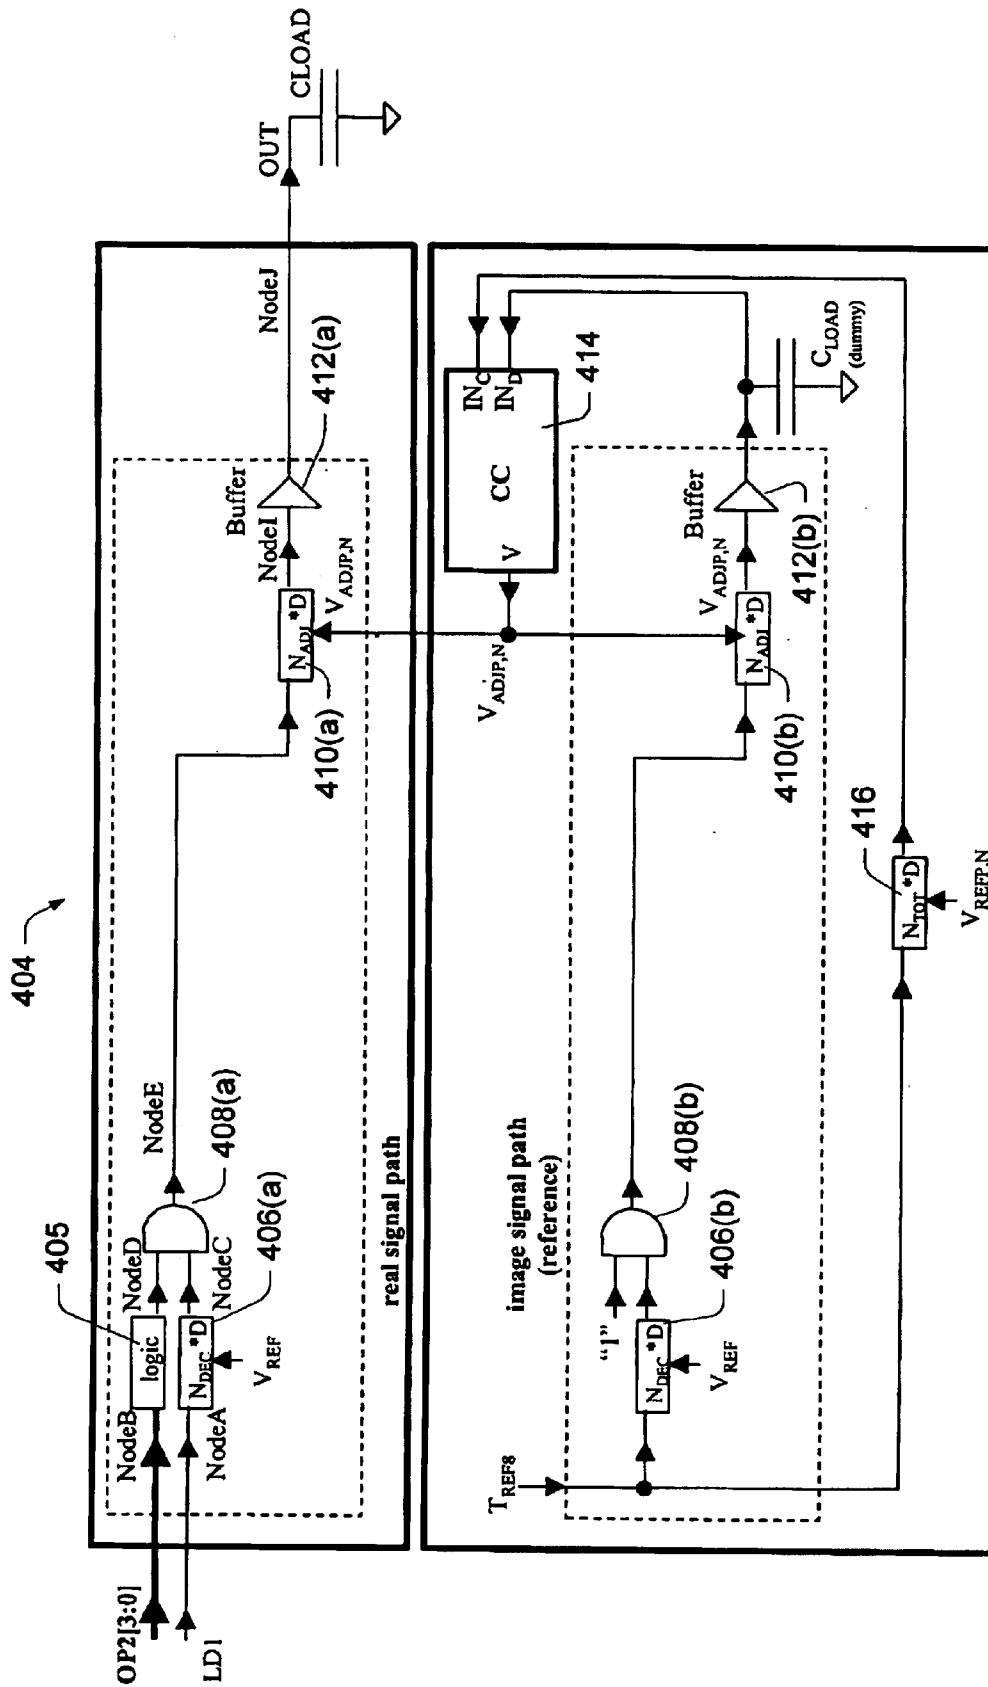 404
OP2[3:0]
LD1
NodeB
NodeA
405
logic
N_DEC *D
V_REF
NodeD
NodeC
406(a)
408(a)
NodeE
410(a)
N_ADJ *D
V_ADJP,N
NodeI
Buffer
412(a)
NodeJ
OUT
CLOAD
real signal path
image signal path
(reference)
T_REF8
"1"
N_DEC *D
V_REF
406(b)
408(b)
V_ADJP,N
410(b)
N_ADJ *D
V_ADJP,N
Buffer
412(b)
V
CC
IN_C
IN_D
414
C_LOAD
(dummy)
416
N_TOT *D
V_REFP,N